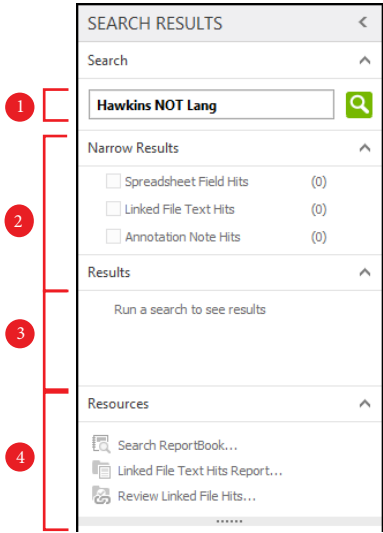 SEARCH RESULTS <
Search
1
Hawkins NOT Lang
Narrow Results
2
Spreadsheet Field Hits (0)
Linked File Text Hits (0)
Annotation Note Hits (0)
Results
3
Run a search to see results
Resources
4
Search ReportBook...
Linked File Text Hits Report...
Review Linked File Hits...